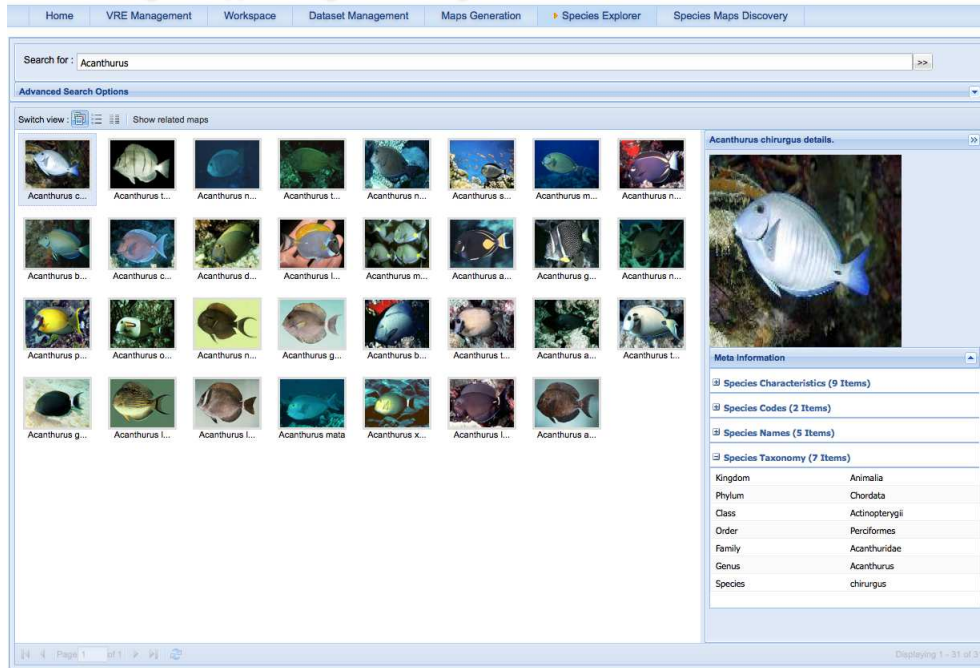 Home VRE Management Workspace Dataset Management Maps Generation Species Explorer Species Maps Discovery
Search for : Acanthurus >>
Advanced Search Options
Switch view : Show related maps
Acanthurus chirurgus details.
Acanthurus c... Acanthurus t... Acanthurus n... Acanthurus t... Acanthurus n... Acanthurus s... Acanthurus m... Acanthurus n...
Acanthurus b... Acanthurus c... Acanthurus d... Acanthurus l... Acanthurus m... Acanthurus a... Acanthurus g... Acanthurus n...
Acanthurus p... Acanthurus o... Acanthurus n... Acanthurus g... Acanthurus b... Acanthurus t... Acanthurus a... Acanthurus t...
Acanthurus g... Acanthurus l... Acanthurus l... Acanthurus mata Acanthurus x... Acanthurus l... Acanthurus a...
Meta Information
Species Characteristics (9 Items)
Species Codes (2 Items)
Species Names (5 Items)
Species Taxonomy (7 Items)
Kingdom Animalia
Phylum Chordata
Class Actinopterygii
Order Perciformes
Family Acanthuridae
Genus Acanthurus
Species chirurgus
Page 1 of 1
Displaying 1 - 31 of